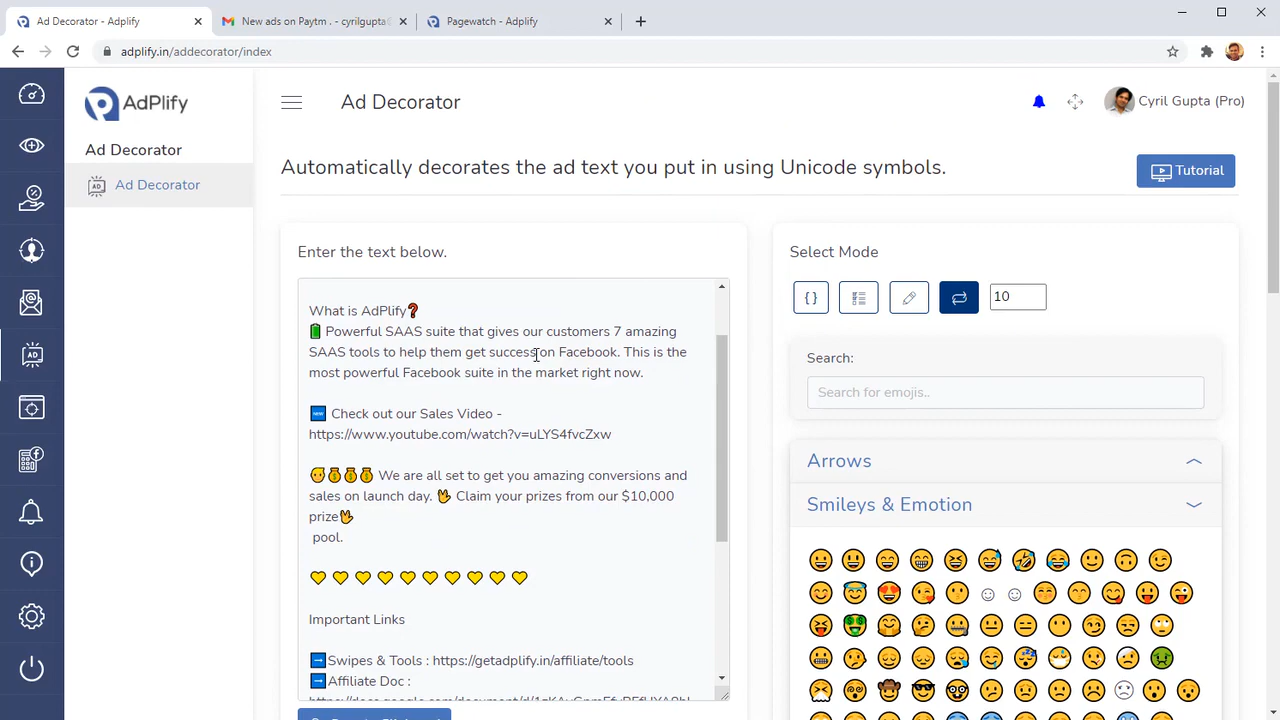 Ad Decorator - Adplify
New ads on Paytm . - cyrilgupta
Pagewatch - Adplify
adplify.in/addecorator/index
AdPlify
Ad Decorator
Cyril Gupta (Pro)
Ad Decorator
Ad Decorator
Automatically decorates the ad text you put in using Unicode symbols.
Tutorial
Enter the text below.
Select Mode
{ }
10
What is AdPlify❓
🔋 Powerful SAAS suite that gives our customers 7 amazing
SAAS tools to help them get success on Facebook. This is the
most powerful Facebook suite in the market right now.
🆕 Check out our Sales Video -
https://www.youtube.com/watch?v=uLYS4fvcZxw
💰💰💰 We are all set to get you amazing conversions and
sales on launch day. 🖖 Claim your prizes from our $10,000
prize🖖
pool.
💛 💛 💛 💛 💛 💛 💛 💛 💛 💛
Important Links
➡Swipes & Tools : https://getadplify.in/affiliate/tools
➡Affiliate Doc :
Search:
Search for emojis..
Arrows
Smileys & Emotion